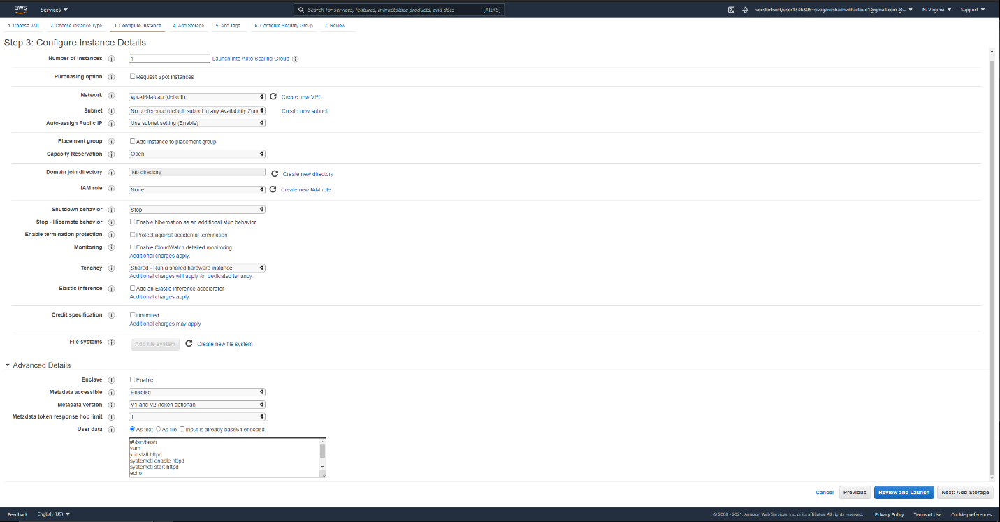 aws Services Search for services, features, marketplace products, and docs [Alt+S] vocstartsoft/user1336305=sivaganeshadhvithacloud1@gmail.com @... N. Virginia Support
1. Choose AMI 2. Choose Instance Type 3. Configure Instance 4. Add Storage 5. Add Tags 6. Configure Security Group 7. Review
Step 3: Configure Instance Details
Number of instances i 1 Launch into Auto Scaling Group i
Purchasing option i Request Spot instances
Network i vpc-d64afcab (default) Create new VPC
Subnet i No preference (default subnet in any Availability Zon Create new subnet
Auto-assign Public IP i Use subnet setting (Enable)
Placement group i Add instance to placement group
Capacity Reservation i Open
Domain join directory i No directory Create new directory
IAM role i None Create new IAM role
Shutdown behavior i Stop
Stop - Hibernate behavior i Enable hibernation as an additional stop behavior
Enable termination protection i Protect against accidental termination
Monitoring i Enable CloudWatch detailed monitoring
Additional charges apply.
Tenancy i Shared - Run a shared hardware instance
Additional charges will apply for dedicated tenancy.
Elastic Inference i Add an Elastic Inference accelerator
Additional charges apply.
Credit specification i Unlimited
Additional charges may apply
File systems i Add file system Create new file system
Advanced Details
Enclave i Enable
Metadata accessible i Enabled
Metadata version i V1 and V2 (token optional)
Metadata token response hop limit i 1
User data i As text As file Input is already base64 encoded
#!/bin/bash
yum
y install httpd
systemctl enable httpd
systemctl start httpd
echo
Cancel Previous Review and Launch Next: Add Storage
Feedback English (US) © 2008 - 2021, Amazon Web Services, Inc. or its affiliates. All rights reserved. Privacy Policy Terms of Use Cookie preferences